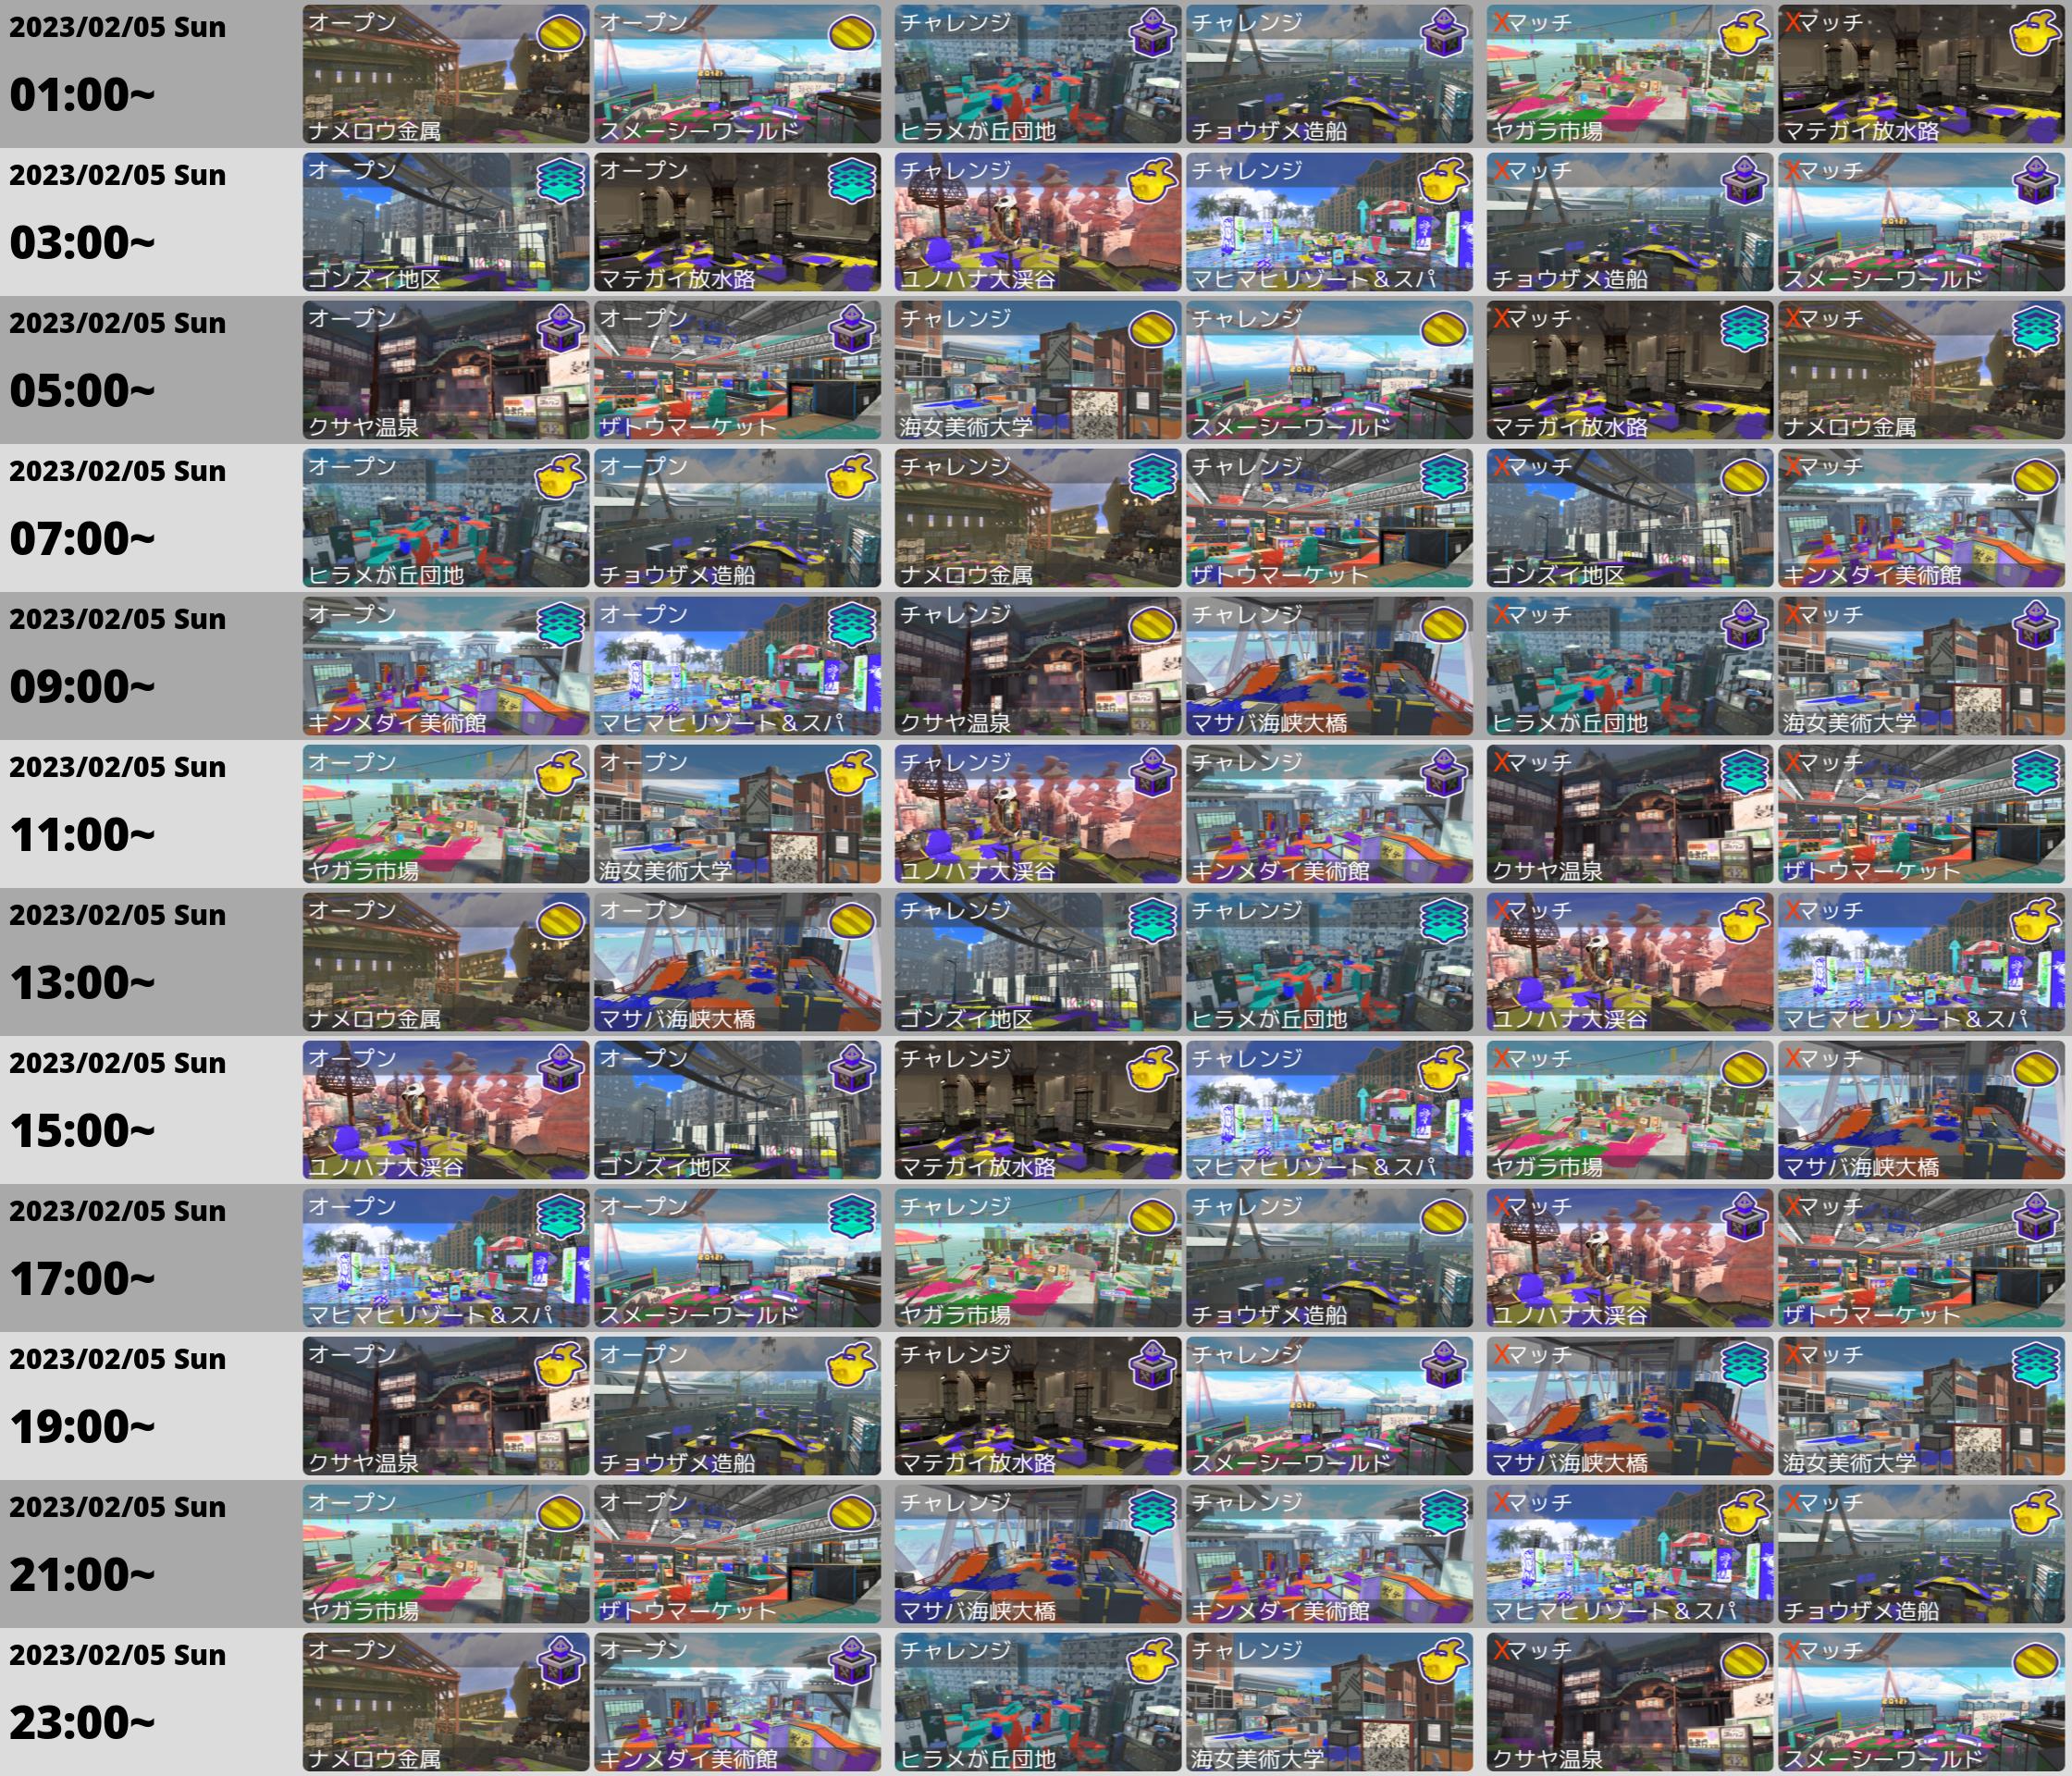 2023/02/05 Sun
01:00~
オープン
ナメロウ金属
オープン
スメーシーワールド
チャレンジ
ヒラメが丘団地
チャレンジ
チョウザメ造船
Xマッチ
ヤガラ市場
Xマッチ
マテガイ放水路
2023/02/05 Sun
03:00~
オープン
ゴンズイ地区
オープン
マテガイ放水路
チャレンジ
ユノハナ大渓谷
チャレンジ
マヒマヒリゾート&スパ
Xマッチ
チョウザメ造船
Xマッチ
スメーシーワールド
2023/02/05 Sun
05:00~
オープン
クサヤ温泉
オープン
ザトウマーケット
チャレンジ
海女美術大学
チャレンジ
スメーシーワールド
Xマッチ
マテガイ放水路
Xマッチ
ナメロウ金属
2023/02/05 Sun
07:00~
オープン
ヒラメが丘団地
オープン
チョウザメ造船
チャレンジ
ナメロウ金属
チャレンジ
ザトウマーケット
Xマッチ
ゴンズイ地区
Xマッチ
キンメダイ美術館
2023/02/05 Sun
09:00~
オープン
キンメダイ美術館
オープン
マヒマヒリゾート&スパ
チャレンジ
クサヤ温泉
チャレンジ
マサバ海峡大橋
Xマッチ
ヒラメが丘団地
Xマッチ
海女美術大学
2023/02/05 Sun
11:00~
オープン
ヤガラ市場
オープン
海女美術大学
チャレンジ
ユノハナ大渓谷
チャレンジ
キンメダイ美術館
Xマッチ
クサヤ温泉
Xマッチ
ザトウマーケット
2023/02/05 Sun
13:00~
オープン
ナメロウ金属
オープン
マサバ海峡大橋
チャレンジ
ゴンズイ地区
チャレンジ
ヒラメが丘団地
Xマッチ
ユノハナ大渓谷
Xマッチ
マヒマヒリゾート&スパ
2023/02/05 Sun
15:00~
オープン
ユノハナ大渓谷
オープン
ゴンズイ地区
チャレンジ
マテガイ放水路
チャレンジ
マヒマヒリゾート&スパ
Xマッチ
ヤガラ市場
Xマッチ
マサバ海峡大橋
2023/02/05 Sun
17:00~
オープン
マヒマヒリゾート&スパ
オープン
スメーシーワールド
チャレンジ
ヤガラ市場
チャレンジ
チョウザメ造船
Xマッチ
ユノハナ大渓谷
Xマッチ
ザトウマーケット
2023/02/05 Sun
19:00~
オープン
クサヤ温泉
オープン
チョウザメ造船
チャレンジ
マテガイ放水路
チャレンジ
スメーシーワールド
Xマッチ
マサバ海峡大橋
Xマッチ
海女美術大学
2023/02/05 Sun
21:00~
オープン
ヤガラ市場
オープン
ザトウマーケット
チャレンジ
マサバ海峡大橋
チャレンジ
キンメダイ美術館
Xマッチ
マヒマヒリゾート&スパ
Xマッチ
チョウザメ造船
2023/02/05 Sun
23:00~
オープン
ナメロウ金属
オープン
キンメダイ美術館
チャレンジ
ヒラメが丘団地
チャレンジ
海女美術大学
Xマッチ
クサヤ温泉
Xマッチ
スメーシーワールド